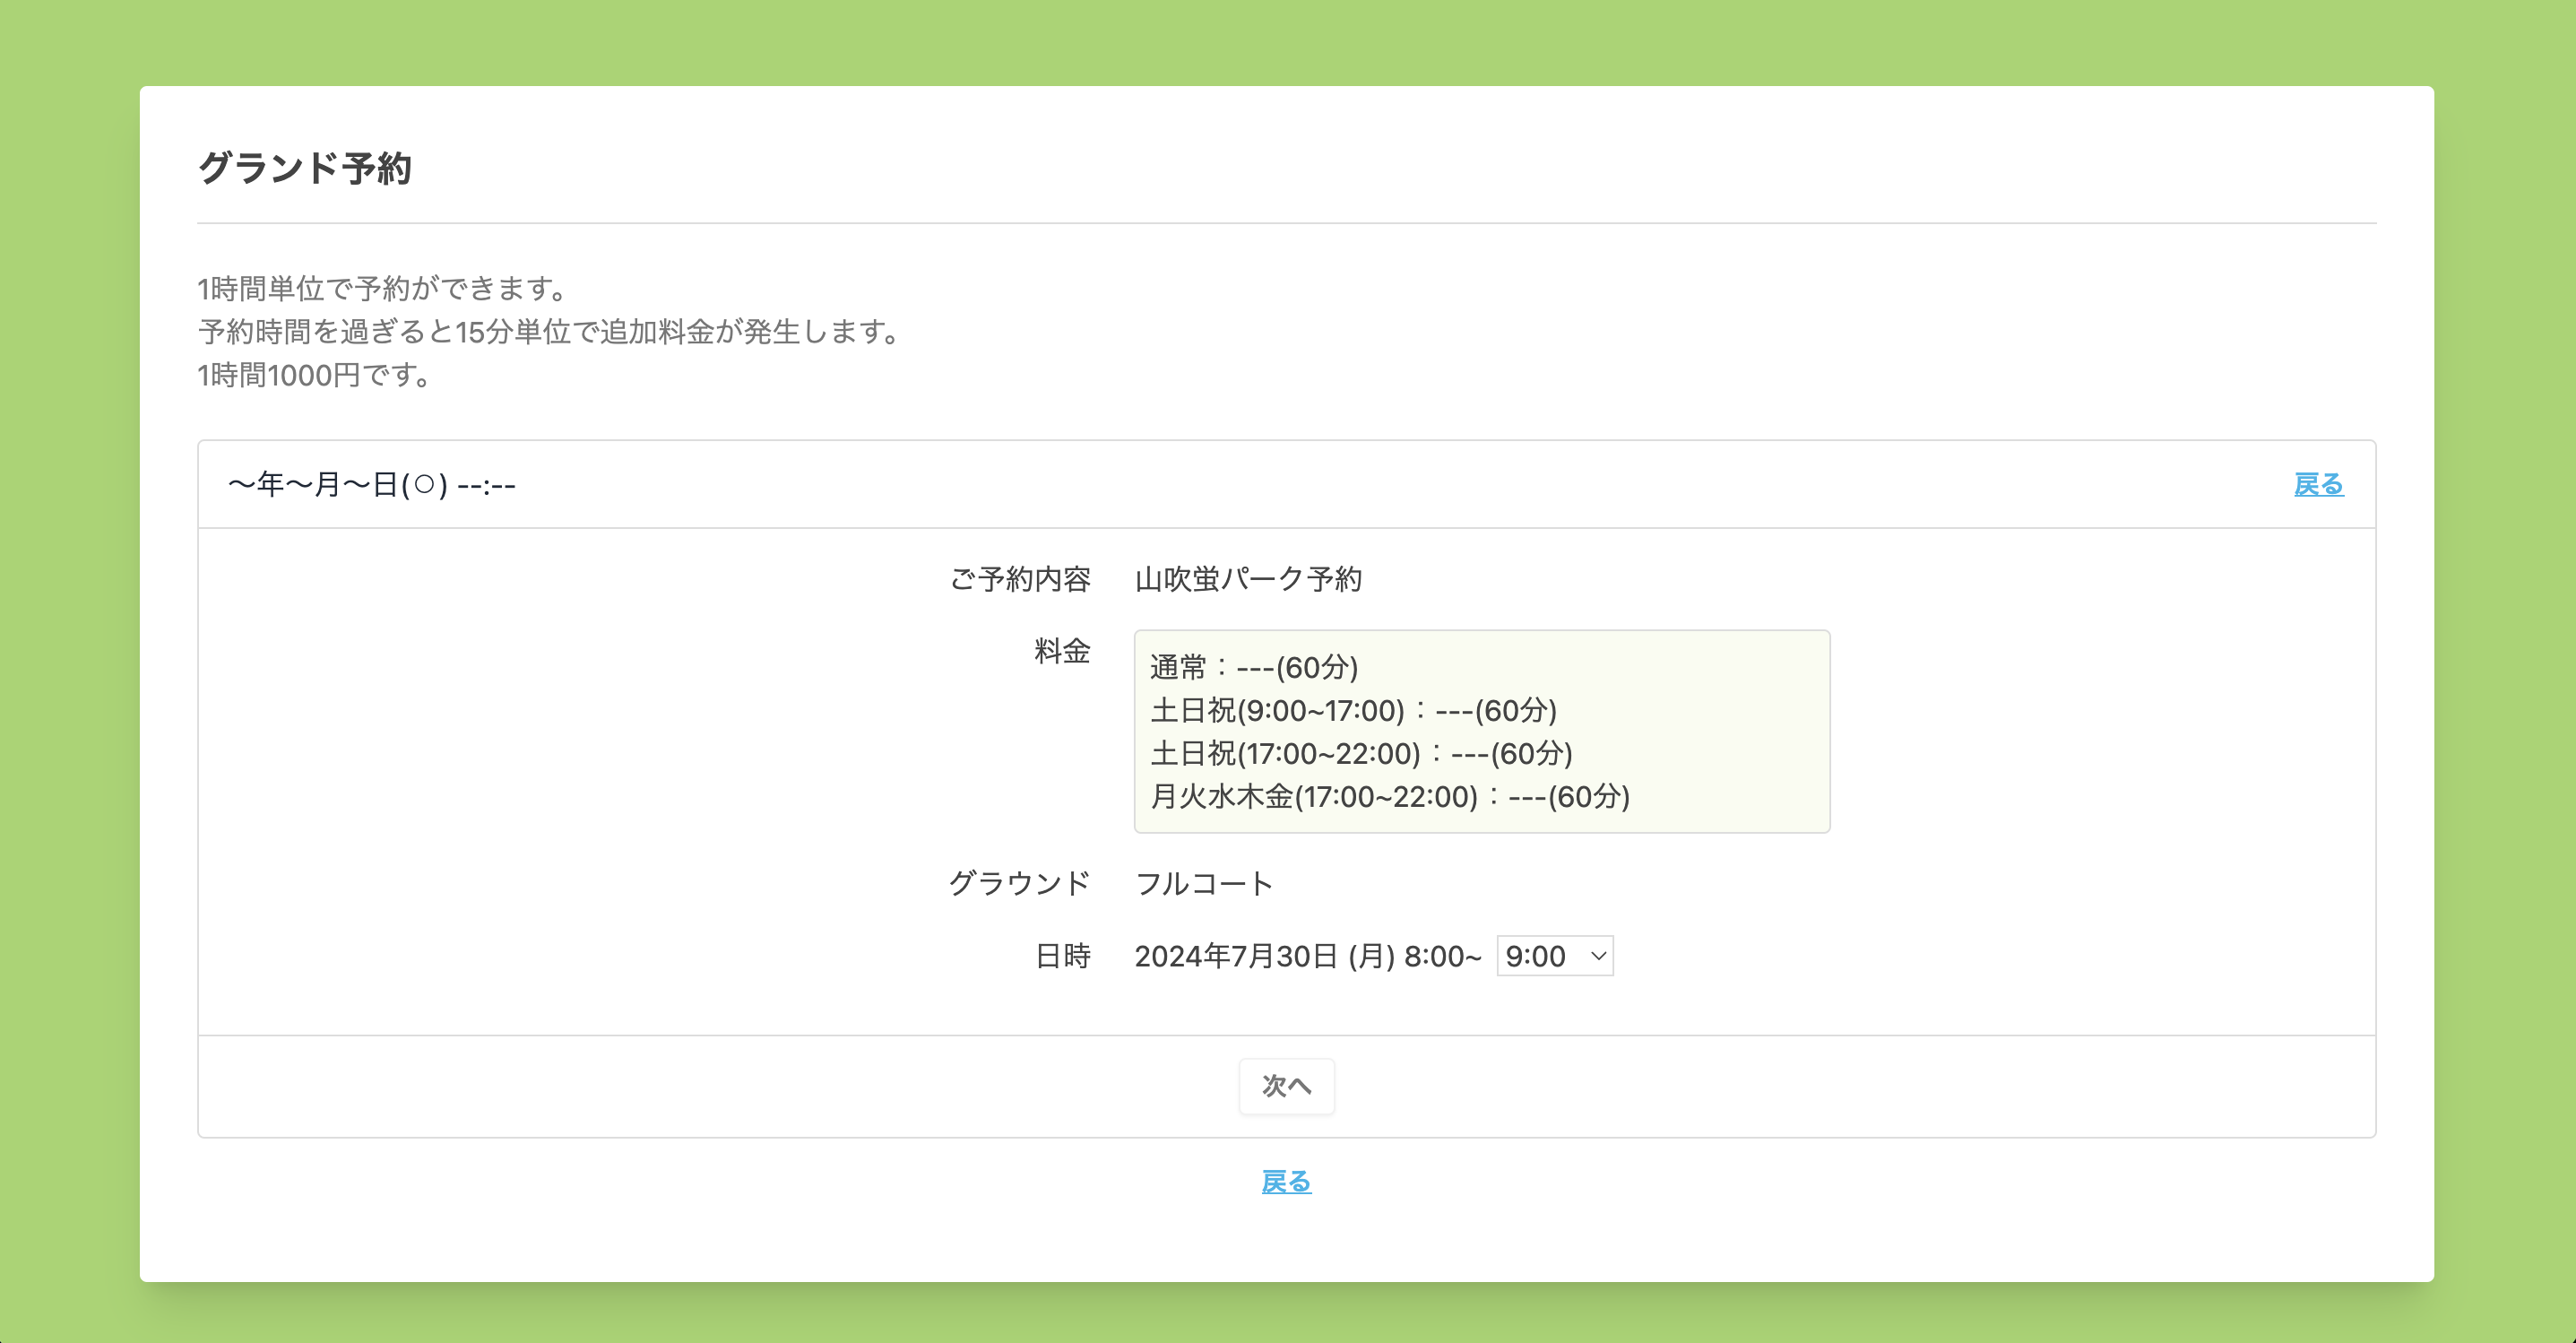 グランド予約
1時間単位で予約ができます。
予約時間を過ぎると15分単位で追加料金が発生します。
1時間1000円です。
〜年〜月〜日(○) --:--
戻る
ご予約内容 山吹蛍パーク予約
料金
通常：---(60分)
土日祝(9:00~17:00)：---(60分)
土日祝(17:00~22:00)：---(60分)
月火水木金(17:00~22:00)：---(60分)
グラウンド フルコート
日時 2024年7月30日 (月) 8:00~ 9:00
次へ
戻る